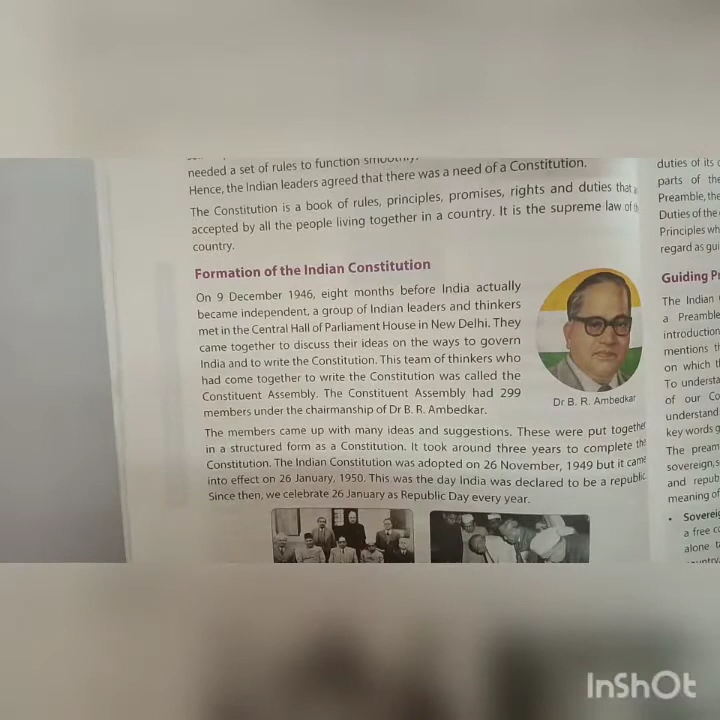 needed a set of rules to function smoothly.
Hence, the Indian leaders agreed that there was a need of a Constitution.
The Constitution is a book of rules, principles, promises, rights and duties that
accepted by all the people living together in a country. It is the supreme law of
country.
Formation of the Indian Constitution
On 9 December 1946, eight months before India actually
became independent, a group of Indian leaders and thinkers
met in the Central Hall of Parliament House in New Delhi. They
came together to discuss their ideas on the ways to govern
India and to write the Constitution. This team of thinkers who
had come together to write the Constitution was called the
Constituent Assembly. The Constituent Assembly had 299
members under the chairmanship of Dr B. R. Ambedkar.
Dr B. R. Ambedkar
The members came up with many ideas and suggestions. These were put together
in a structured form as a Constitution. It took around three years to complete the
Constitution. The Indian Constitution was adopted on 26 November, 1949 but it came
into effect on 26 January, 1950. This was the day India was declared to be a republic
Since then, we celebrate 26 January as Republic Day every year.
duties of its
parts of the
Preamble, the
Duties of the
Principles wh
regard as gui
Guiding Pr
The Indian
a Preamble
introduction
mentions th
on which th
To understa
of our Co
understand
key words g
The pream
sovereign, s
and repub
meaning of
• Sovereig
a free co
alone ta
country.
InShOt